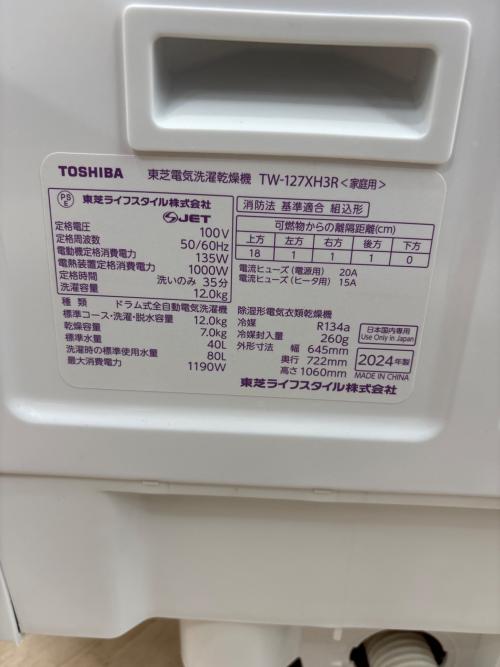 TOSHIBA 東芝電気洗濯乾燥機 TW-127XH3R<家庭用>
PS E 東芝ライフスタイル株式会社
JET
定格電圧 100V
定格周波数 50/60Hz
電動機定格消費電力 135W
電熱装置定格消費電力 1000W
定格時間 洗いのみ 35分
洗濯容量 12.0kg
種類 ドラム式全自動電気洗濯機
標準コース・洗濯・脱水容量 12.0kg
乾燥容量 7.0kg
標準水量 40L
洗濯時の標準使用水量 80L
最大消費電力 1190W
消防法 基準適合 組込形
可燃物からの離隔距離(cm)
上方 左方 右方 後方 下方
18 1 1 1 0
電流ヒューズ(電源用) 20A
電流ヒューズ(ヒータ用) 15A
除湿形電気衣類乾燥機
冷媒 R134a
冷媒封入量 260g
外形寸法 幅 645mm
奥行 722mm
高さ 1060mm
日本国内専用
Use Only in Japan
2024年製
MADE IN CHINA
東芝ライフスタイル株式会社